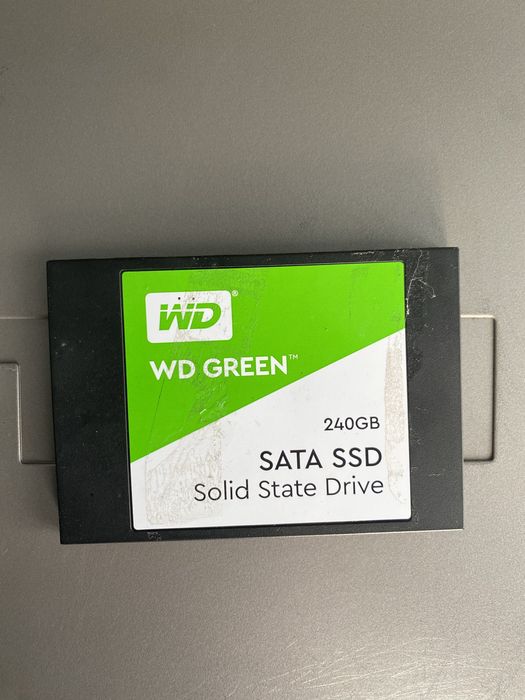 WD®
WD GREEN™
240GB
SATA SSD
Solid State Drive